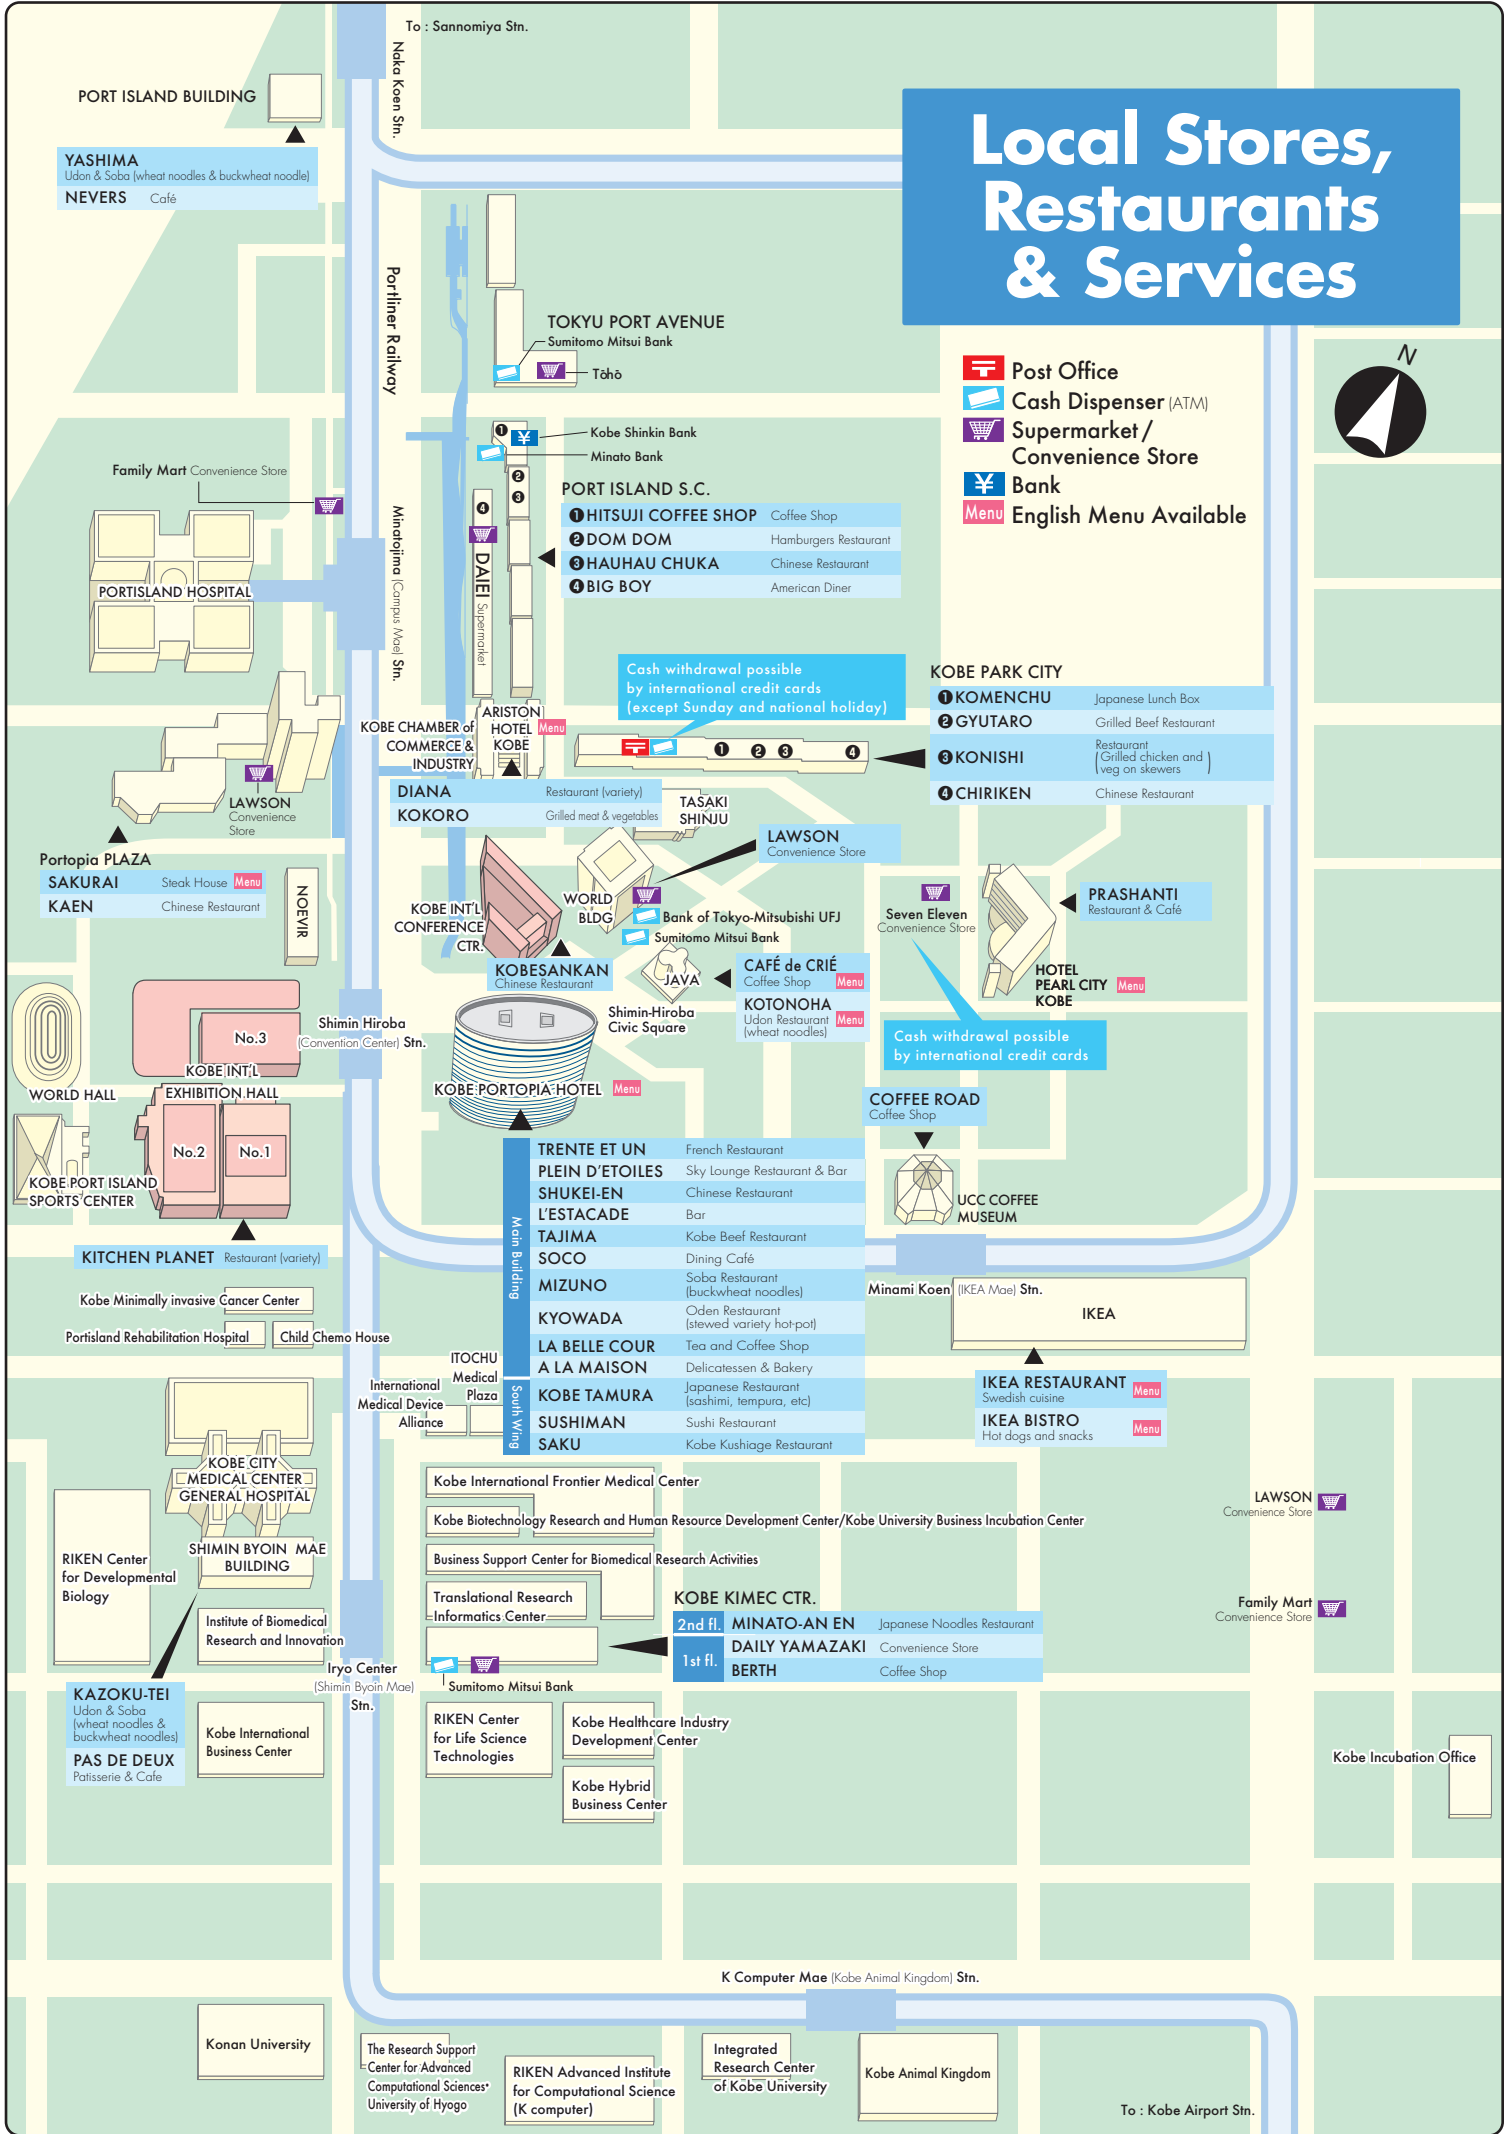 To : Sannomiya Stn.
Naka Koen Stn.
PORT ISLAND BUILDING
YASHIMA
Udon & Soba (wheat noodles & buckwheat noodle)
NEVERS Café
Local Stores,
Restaurants
& Services
Portliner Railway
TOKYU PORT AVENUE
Sumitomo Mitsui Bank
Tōhō
N
Post Office
Cash Dispenser (ATM)
Supermarket/
Convenience Store
¥ Bank
Menu English Menu Available
❶ ¥ Kobe Shinkin Bank
Minato Bank
❷
❸
❹
DAIEI Supermarket
Family Mart Convenience Store
PORT ISLAND S.C.
❶ HITSUJI COFFEE SHOP Coffee Shop
❷ DOM DOM Hamburgers Restaurant
❸ HAUHAU CHUKA Chinese Restaurant
❹ BIG BOY American Diner
Minatojima (Campus Mae) Stn.
PORTISLAND HOSPITAL
Cash withdrawal possible
by international credit cards
(except Sunday and national holiday)
KOBE PARK CITY
❶ KOMENCHU Japanese Lunch Box
❷ GYUTARO Grilled Beef Restaurant
❸ KONISHI Restaurant
(Grilled chicken and
veg on skewers)
❹ CHIRIKEN Chinese Restaurant
❶ ❷ ❸ ❹
KOBE CHAMBER of
COMMERCE &
INDUSTRY
ARISTON
HOTEL
KOBE
Menu
DIANA Restaurant (variety)
KOKORO Grilled meat & vegetables
TASAKI
SHINJU
LAWSON
Convenience
Store
Portopia PLAZA
SAKURAI Steak House Menu
KAEN Chinese Restaurant
NOEVIR
LAWSON
Convenience Store
WORLD
BLDG
Bank of Tokyo-Mitsubishi UFJ
Sumitomo Mitsui Bank
KOBE INT'L
CONFERENCE
CTR.
KOBESANKAN
Chinese Restaurant
JAVA
CAFÉ de CRIÉ
Coffee Shop Menu
KOTONOHA
Udon Restaurant Menu
(wheat noodles)
Shimin-Hiroba
Civic Square
Seven Eleven
Convenience Store
PRASHANTI
Restaurant & Café
HOTEL
PEARL CITY
KOBE
Menu
Cash withdrawal possible
by international credit cards
Shimin Hiroba
(Convention Center) Stn.
WORLD HALL
No.3
KOBE INT'L
EXHIBITION HALL
No.2
No.1
KOBE PORT ISLAND
SPORTS CENTER
KITCHEN PLANET Restaurant (variety)
KOBE PORTOPIA HOTEL Menu
COFFEE ROAD
Coffee Shop
UCC COFFEE
MUSEUM
Main Building
TRENTE ET UN French Restaurant
PLEIN D'ETOILES Sky Lounge Restaurant & Bar
SHUKEI-EN Chinese Restaurant
L'ESTACADE Bar
TAJIMA Kobe Beef Restaurant
SOCO Dining Café
MIZUNO Soba Restaurant
(buckwheat noodles)
KYOWADA Oden Restaurant
(stewed variety hot-pot)
LA BELLE COUR Tea and Coffee Shop
A LA MAISON Delicatessen & Bakery
South Wing
KOBE TAMURA Japanese Restaurant
(sashimi, tempura, etc)
SUSHIMAN Sushi Restaurant
SAKU Kobe Kushiage Restaurant
Minami Koen (IKEA Mae) Stn.
IKEA
IKEA RESTAURANT
Swedish cuisine
Menu
IKEA BISTRO
Hot dogs and snacks
Menu
Kobe Minimally invasive Cancer Center
Portisland Rehabilitation Hospital
Child Chemo House
ITOCHU
Medical
Plaza
International
Medical Device
Alliance
KOBE CITY
MEDICAL CENTER
GENERAL HOSPITAL
SHIMIN BYOIN MAE
BUILDING
RIKEN Center
for Developmental
Biology
Institute of Biomedical
Research and Innovation
Kobe International Frontier Medical Center
Kobe Biotechnology Research and Human Resource Development Center/Kobe University Business Incubation Center
Business Support Center for Biomedical Research Activities
Translational Research
Informatics Center
LAWSON
Convenience Store
Family Mart
Convenience Store
KOBE KIMEC CTR.
2nd fl. MINATO-AN EN Japanese Noodles Restaurant
1st fl. DAILY YAMAZAKI Convenience Store
BERTH Coffee Shop
Sumitomo Mitsui Bank
Iryo Center
(Shimin Byoin Mae)
Stn.
KAZOKU-TEI
Udon & Soba
(wheat noodles &
buckwheat noodles)
PAS DE DEUX
Patisserie & Cafe
Kobe International
Business Center
RIKEN Center
for Life Science
Technologies
Kobe Healthcare Industry
Development Center
Kobe Hybrid
Business Center
Kobe Incubation Office
K Computer Mae (Kobe Animal Kingdom) Stn.
Konan University
The Research Support
Center for Advanced
Computational Sciences•
University of Hyogo
RIKEN Advanced Institute
for Computational Science
(K computer)
Integrated
Research Center
of Kobe University
Kobe Animal Kingdom
To : Kobe Airport Stn.